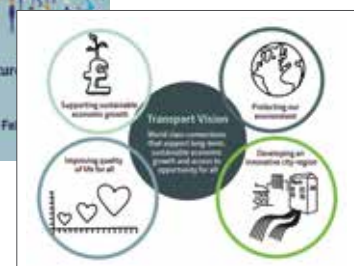 Supporting sustainable
economic growth
Protecting our
environment
Transport Vision
World class connections
that support long-term,
sustainable economic
growth and access to
opportunity for all
Improving quality
of life for all
Developing an
innovative city-region